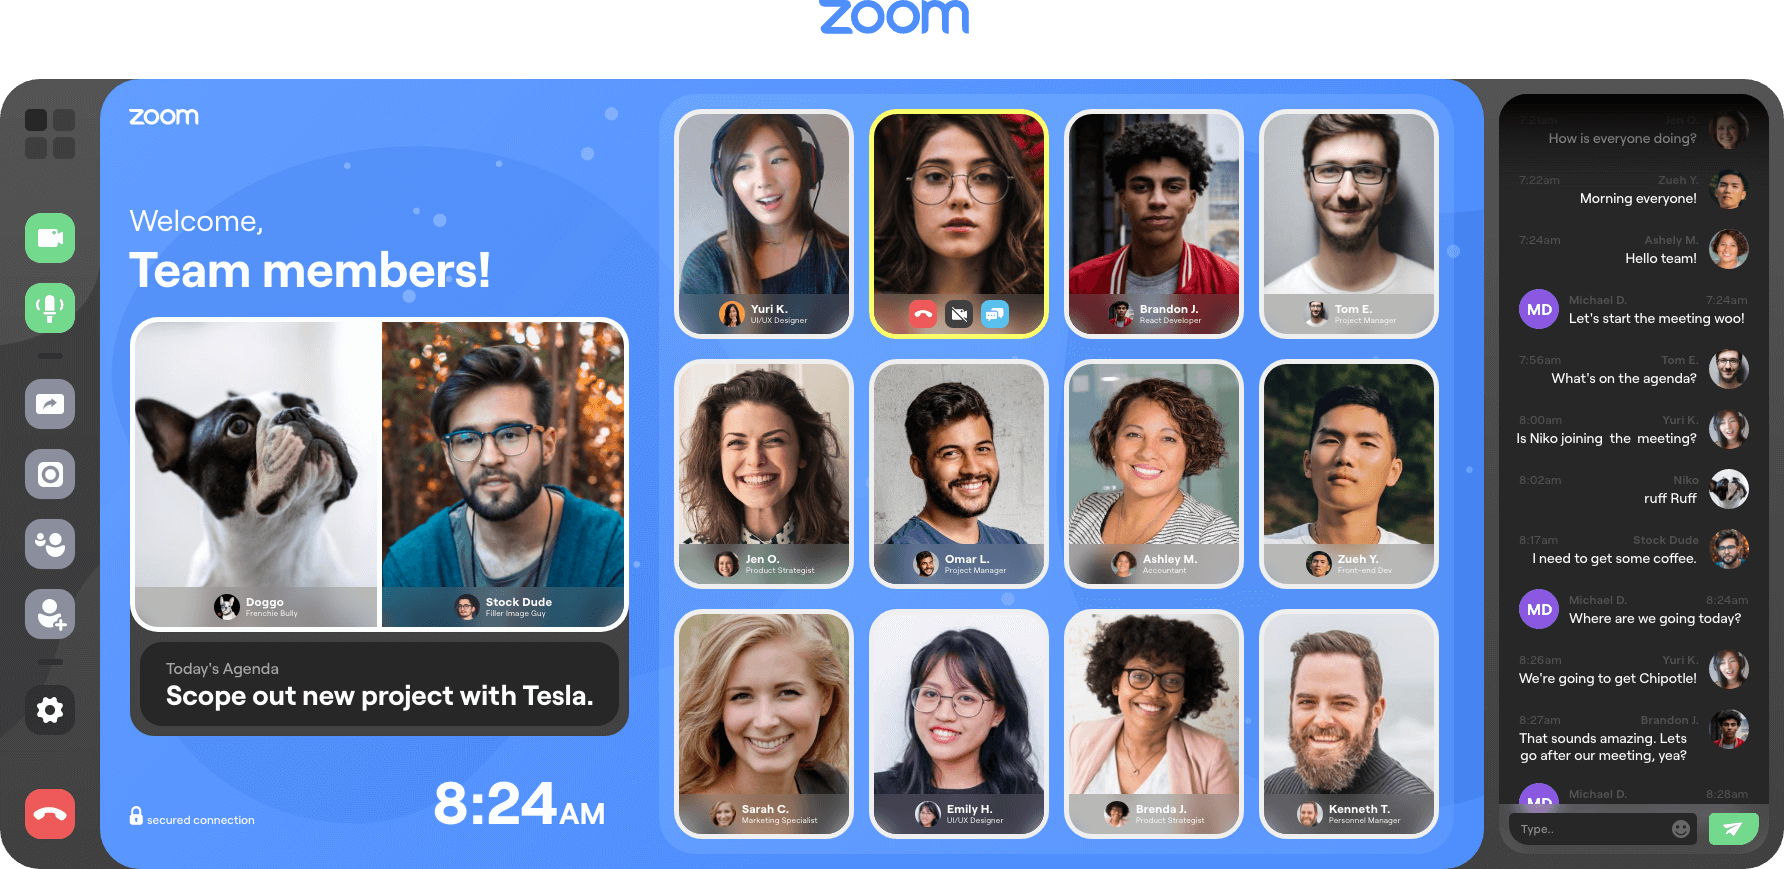 zoom
zoom
Welcome,
Team members!
Doggo
Frenchie Bully
Stock Dude
Filler Image Guy
Today's Agenda
Scope out new project with Tesla.
secured connection
8:24AM
Yuri K.
UI/UX Designer
Brandon J.
React Developer
Tom E.
Project Manager
Jen O.
Product Strategist
Omar L.
Project Manager
Ashley M.
Accountant
Zueh Y.
Front-end Dev
Sarah C.
Marketing Specialist
Emily H.
UI/UX Designer
Brenda J.
Product Strategist
Kenneth T.
Personnel Manager
7:21am Jen O.
How is everyone doing?
7:22am Zueh Y.
Morning everyone!
7:24am Ashely M.
Hello team!
MD
Michael D. 7:24am
Let's start the meeting woo!
7:56am Tom E.
What's on the agenda?
8:00am Yuri K.
Is Niko joining the meeting?
8:02am Niko
ruff Ruff
8:17am Stock Dude
I need to get some coffee.
MD
Michael D. 8:24am
Where are we going today?
8:26am Yuri K.
We're going to get Chipotle!
8:27am Brandon J.
That sounds amazing. Lets
go after our meeting, yea?
MD
Michael D. 8:28am
Type..